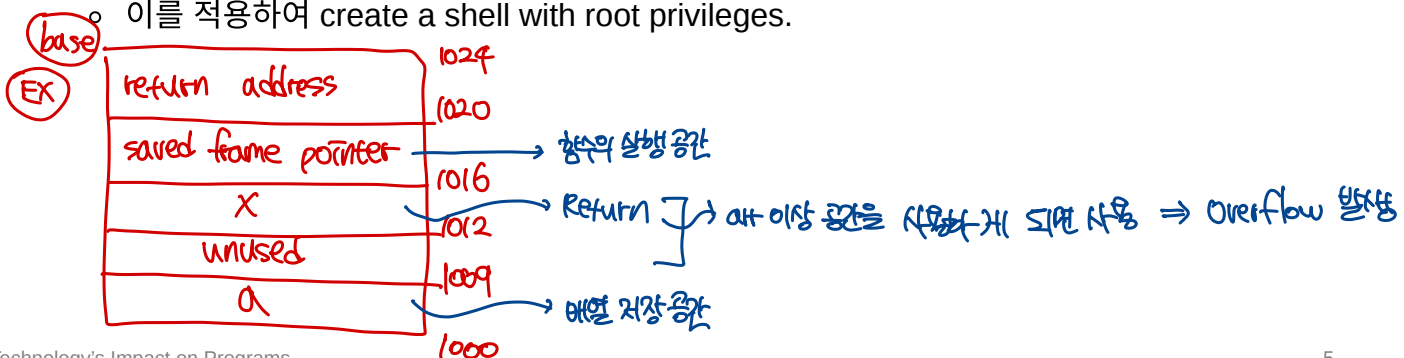 이를 적용하여 create a shell with root privileges.
base
1024
EX
return address
1020
saved frame pointer
함수의 실행 공간
1016
x
Return
a+ 이상 공간을 사용하게 되면 사용 ⇒ Overflow 발생
1012
unused
1009
a
배열 저장 공간
1000
Technology's Impact on Programs
5